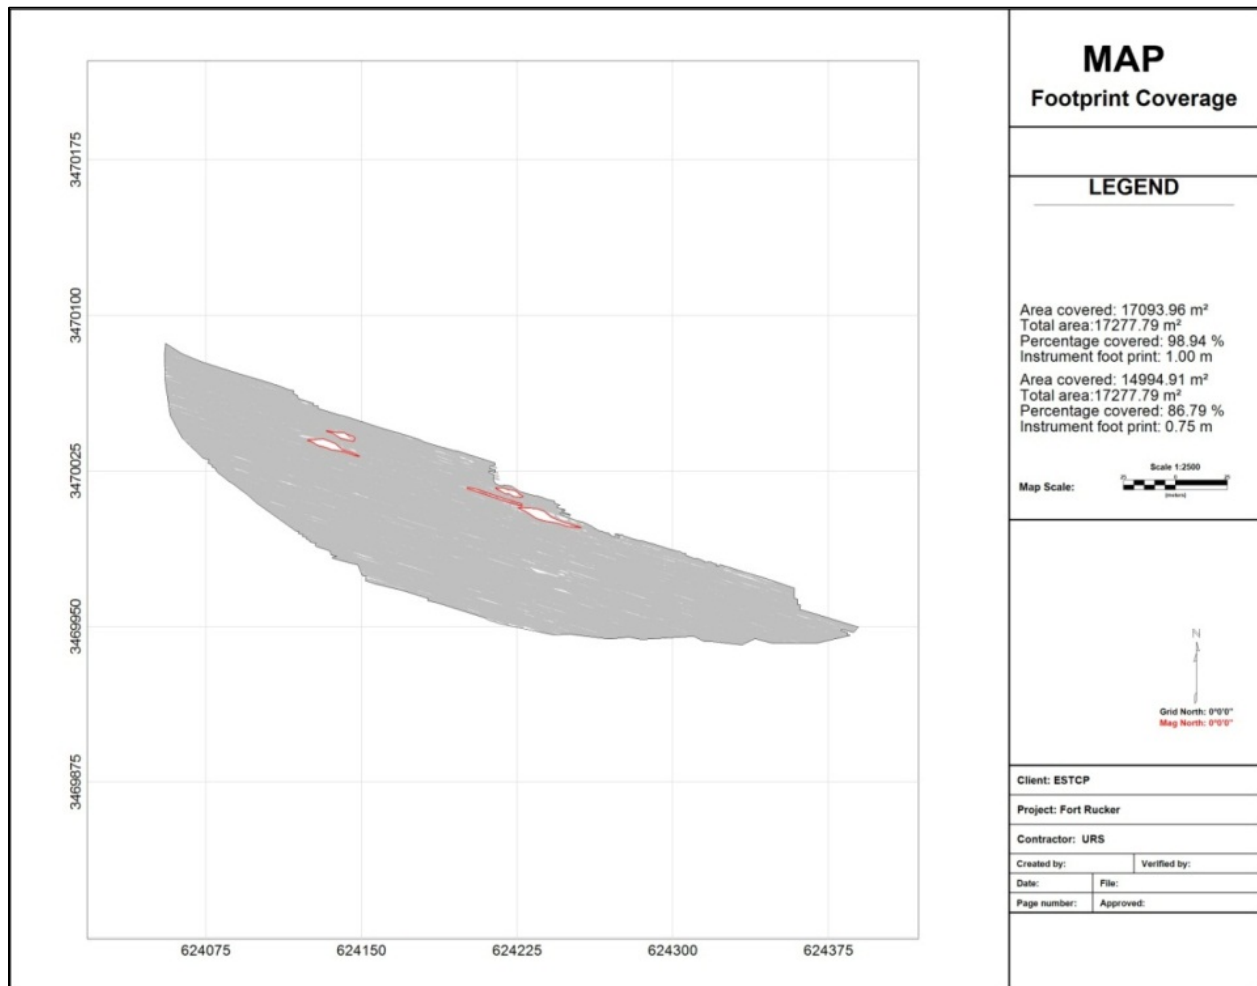 MAP
Footprint Coverage
LEGEND
Area covered: 17093.96 m²
Total area:17277.79 m²
Percentage covered: 98.94 %
Instrument foot print: 1.00 m
Area covered: 14994.91 m²
Total area:17277.79 m²
Percentage covered: 86.79 %
Instrument foot print: 0.75 m
Scale 1:2500
Map Scale:
25 0 25
(meters)
N
Grid North: 0°0'0"
Mag North: 0°0'0"
Client: ESTCP
Project: Fort Rucker
Contractor: URS
Created by: Verified by:
Date: File:
Page number: Approved:
3470175
3470100
3470025
3469950
3469875
624075 624150 624225 624300 624375